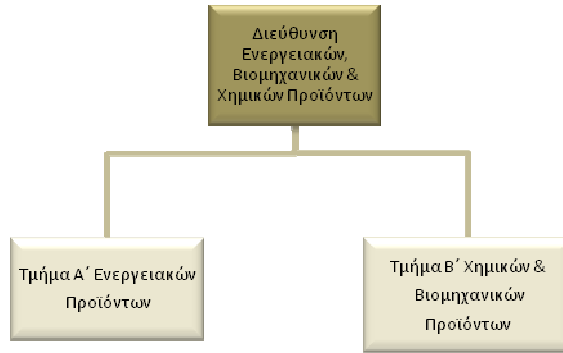 Διεύθυνση
Ενεργειακών,
Βιομηχανικών &
Χημικών Προϊόντων
Τμήμα Α΄ Ενεργειακών
Προϊόντων
Τμήμα Β΄ Χημικών &
Βιομηχανικών
Προϊόντων